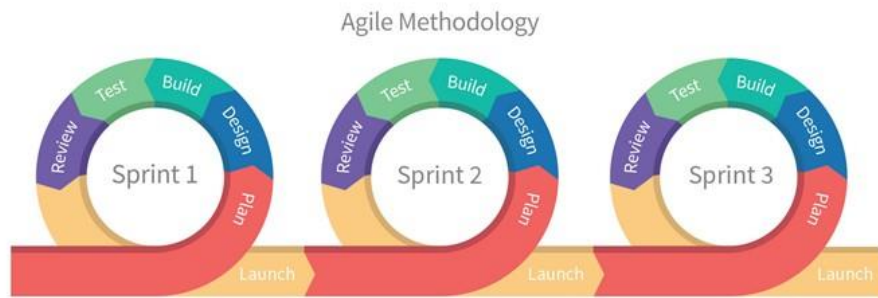 Agile Methodology
Test
Build
Review
Design
Sprint 1
Plan
Launch
Test
Build
Review
Design
Sprint 2
Plan
Launch
Test
Build
Review
Design
Sprint 3
Plan
Launch